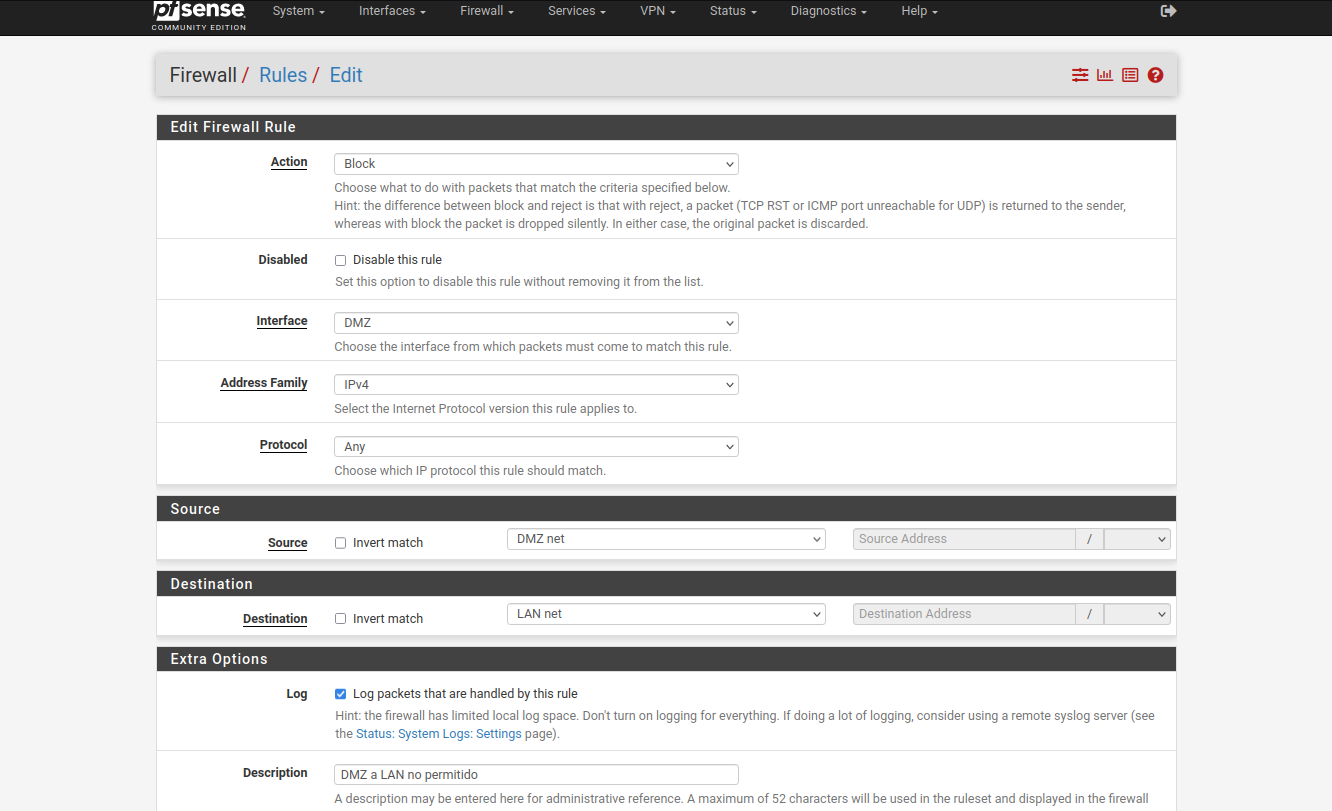 pfsense
COMMUNITY EDITION
System Interfaces Firewall Services VPN Status Diagnostics Help
Firewall / Rules / Edit
Edit Firewall Rule
Action Block
Choose what to do with packets that match the criteria specified below.
Hint: the difference between block and reject is that with reject, a packet (TCP RST or ICMP port unreachable for UDP) is returned to the sender,
whereas with block the packet is dropped silently. In either case, the original packet is discarded.
Disabled Disable this rule
Set this option to disable this rule without removing it from the list.
Interface DMZ
Choose the interface from which packets must come to match this rule.
Address Family IPv4
Select the Internet Protocol version this rule applies to.
Protocol Any
Choose which IP protocol this rule should match.
Source
Source Invert match DMZ net Source Address /
Destination
Destination Invert match LAN net Destination Address /
Extra Options
Log Log packets that are handled by this rule
Hint: the firewall has limited local log space. Don't turn on logging for everything. If doing a lot of logging, consider using a remote syslog server (see
the Status: System Logs: Settings page).
Description DMZ a LAN no permitido
A description may be entered here for administrative reference. A maximum of 52 characters will be used in the ruleset and displayed in the firewall